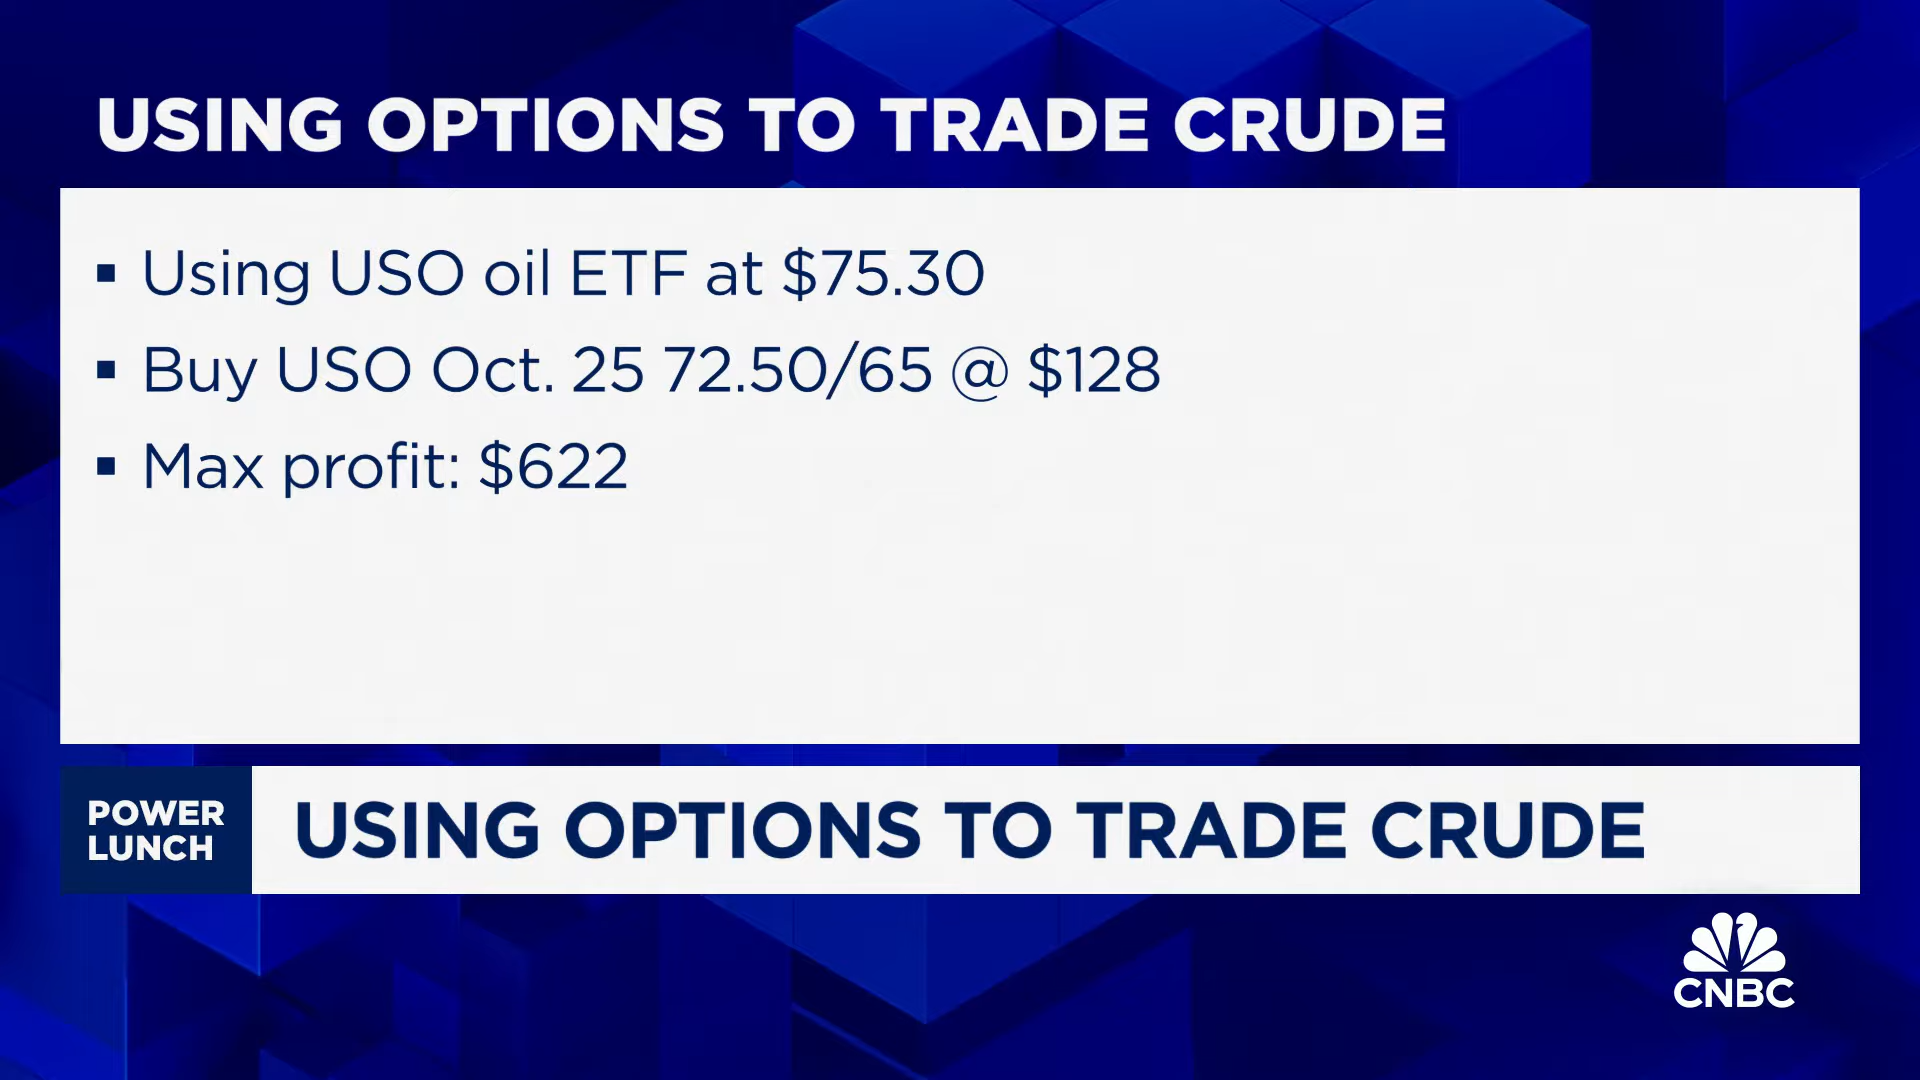 USING OPTIONS TO TRADE CRUDE
▪ Using USO oil ETF at $75.30
▪ Buy USO Oct. 25 72.50/65 @ $128
▪ Max profit: $622
POWER
LUNCH
USING OPTIONS TO TRADE CRUDE
CNBC